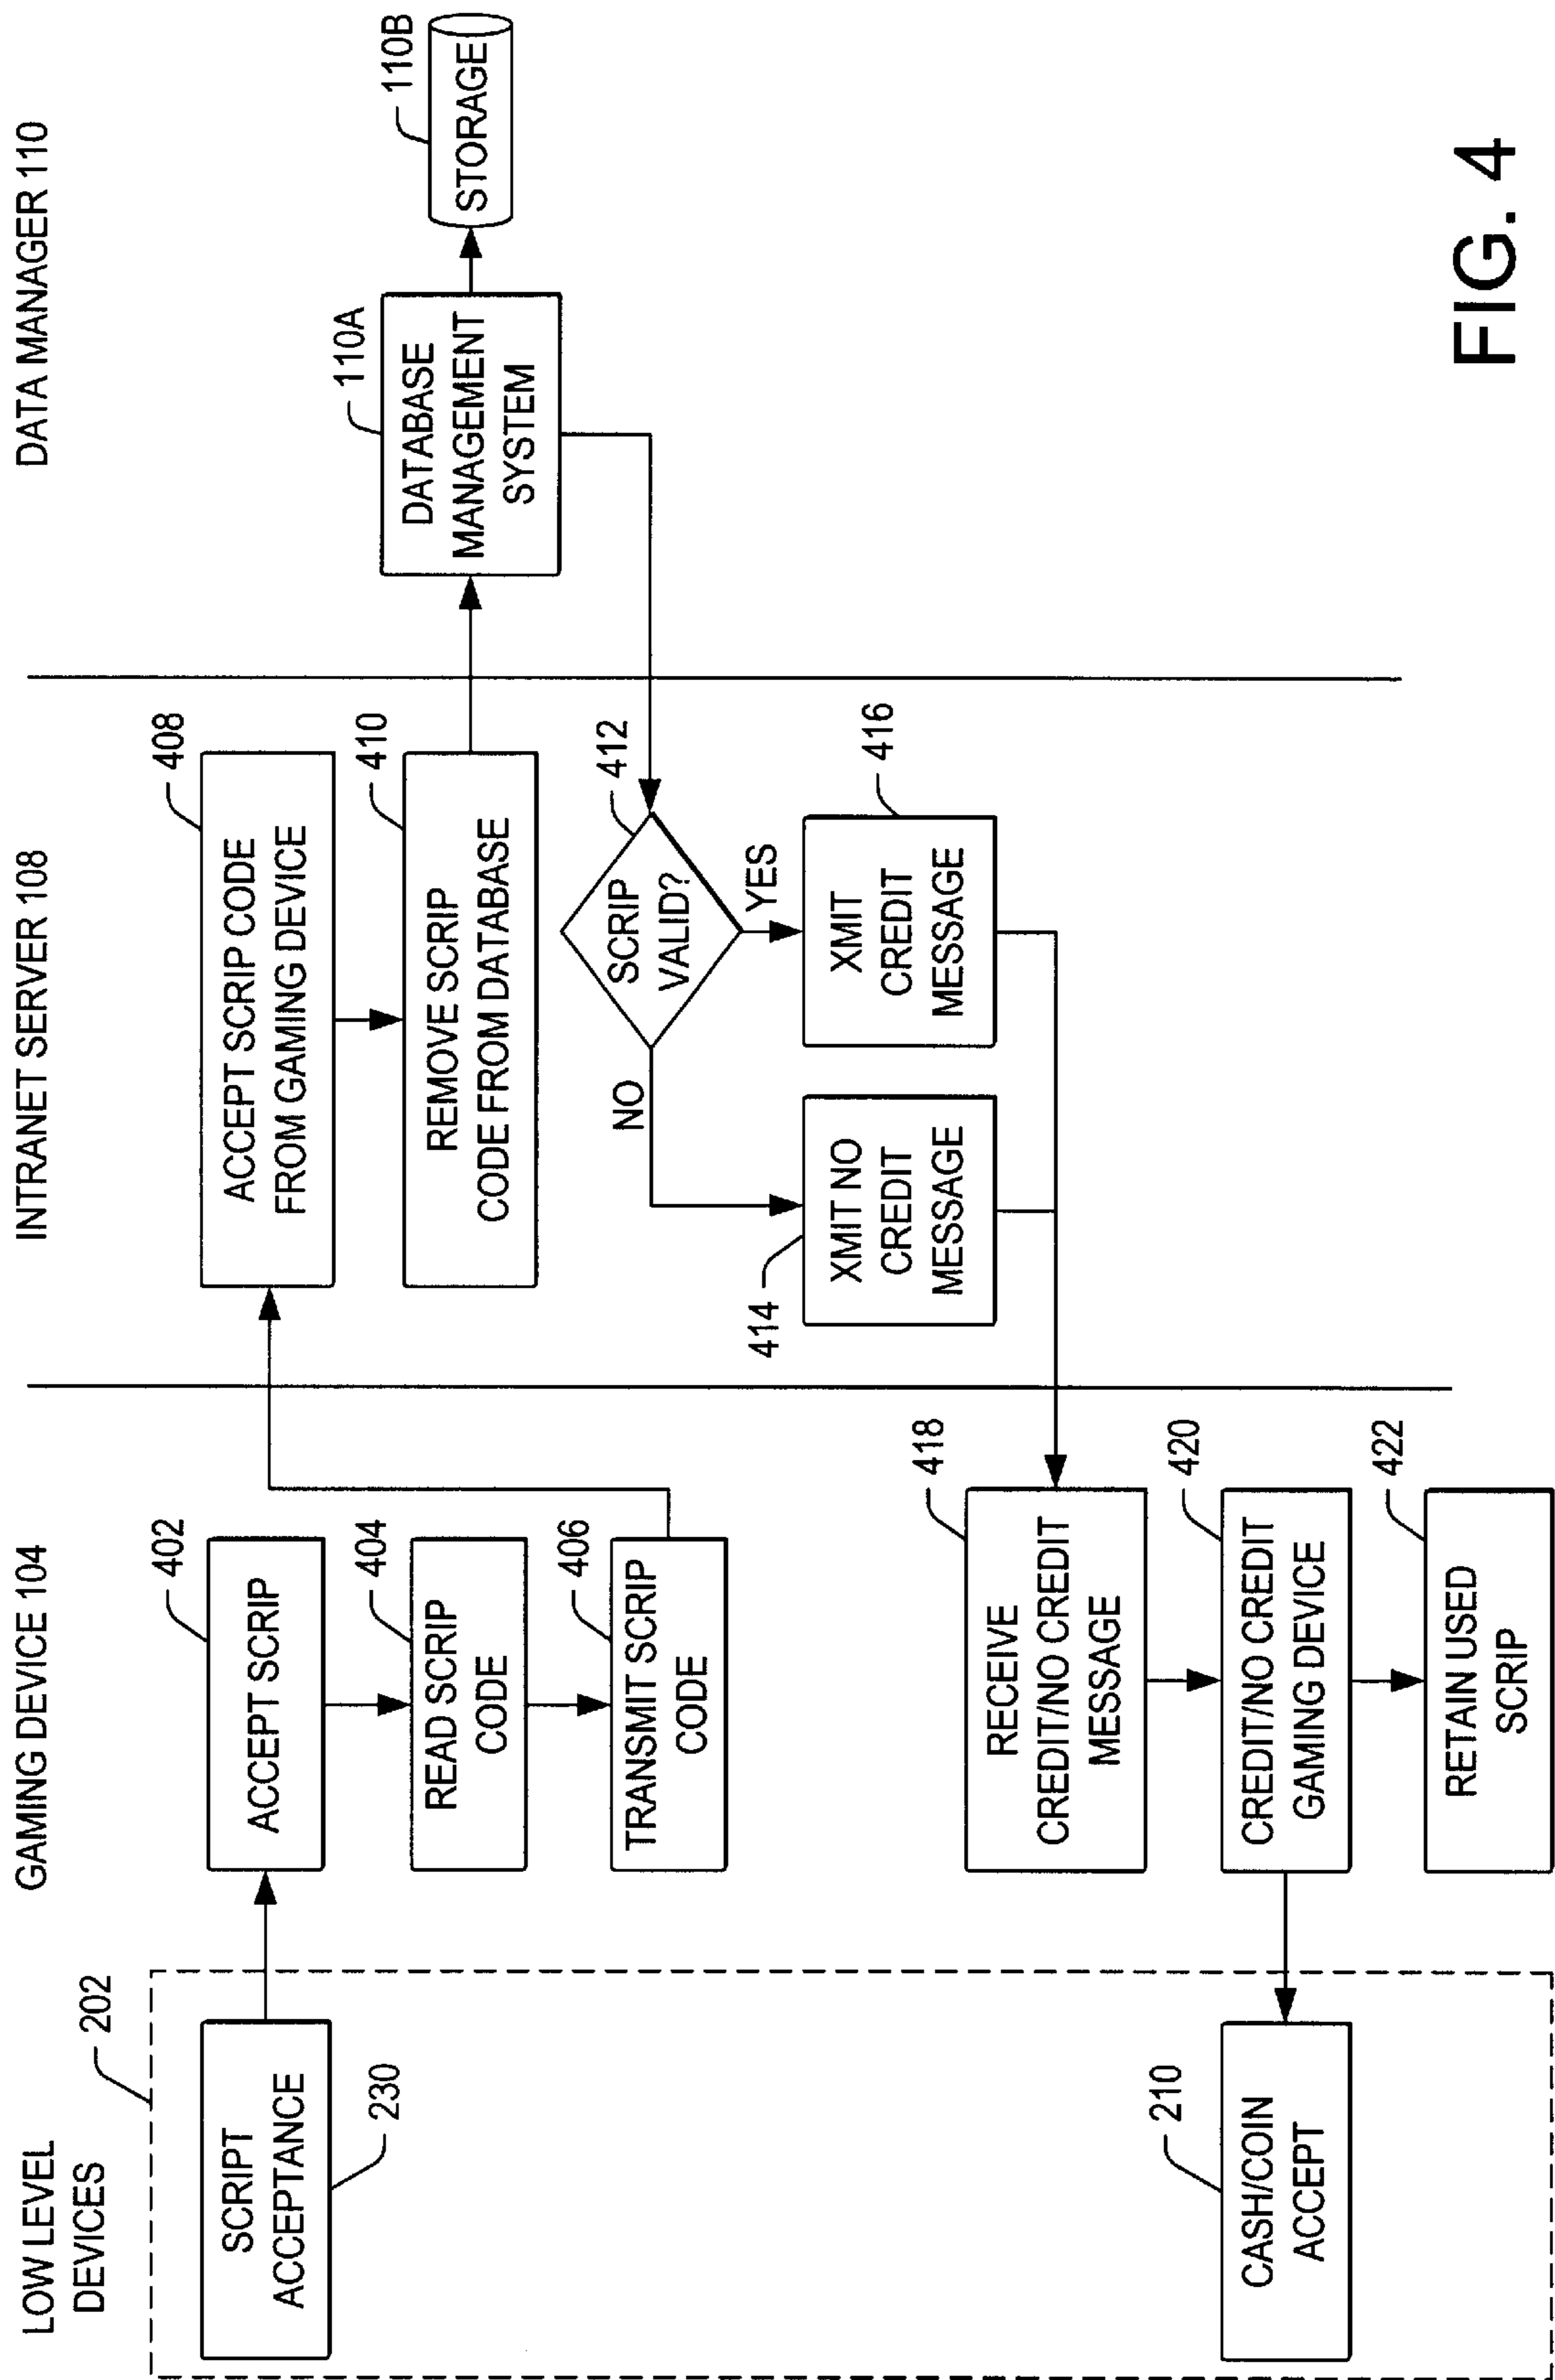 LOW LEVEL
DEVICES
GAMING DEVICE 104
INTRANET SERVER 108
DATA MANAGER 110
202
SCRIPT
ACCEPTANCE
230
402
ACCEPT SCRIP
404
READ SCRIP
CODE
406
TRANSMIT SCRIP
CODE
408
ACCEPT SCRIP CODE
FROM GAMING DEVICE
410
REMOVE SCRIP
CODE FROM DATABASE
110A
DATABASE
MANAGEMENT
SYSTEM
110B
STORAGE
412
SCRIP
VALID?
NO
YES
414
XMIT NO
CREDIT
MESSAGE
416
XMIT
CREDIT
MESSAGE
418
RECEIVE
CREDIT/NO CREDIT
MESSAGE
420
CREDIT/NO CREDIT
GAMING DEVICE
422
RETAIN USED
SCRIP
210
CASH/COIN
ACCEPT
FIG. 4